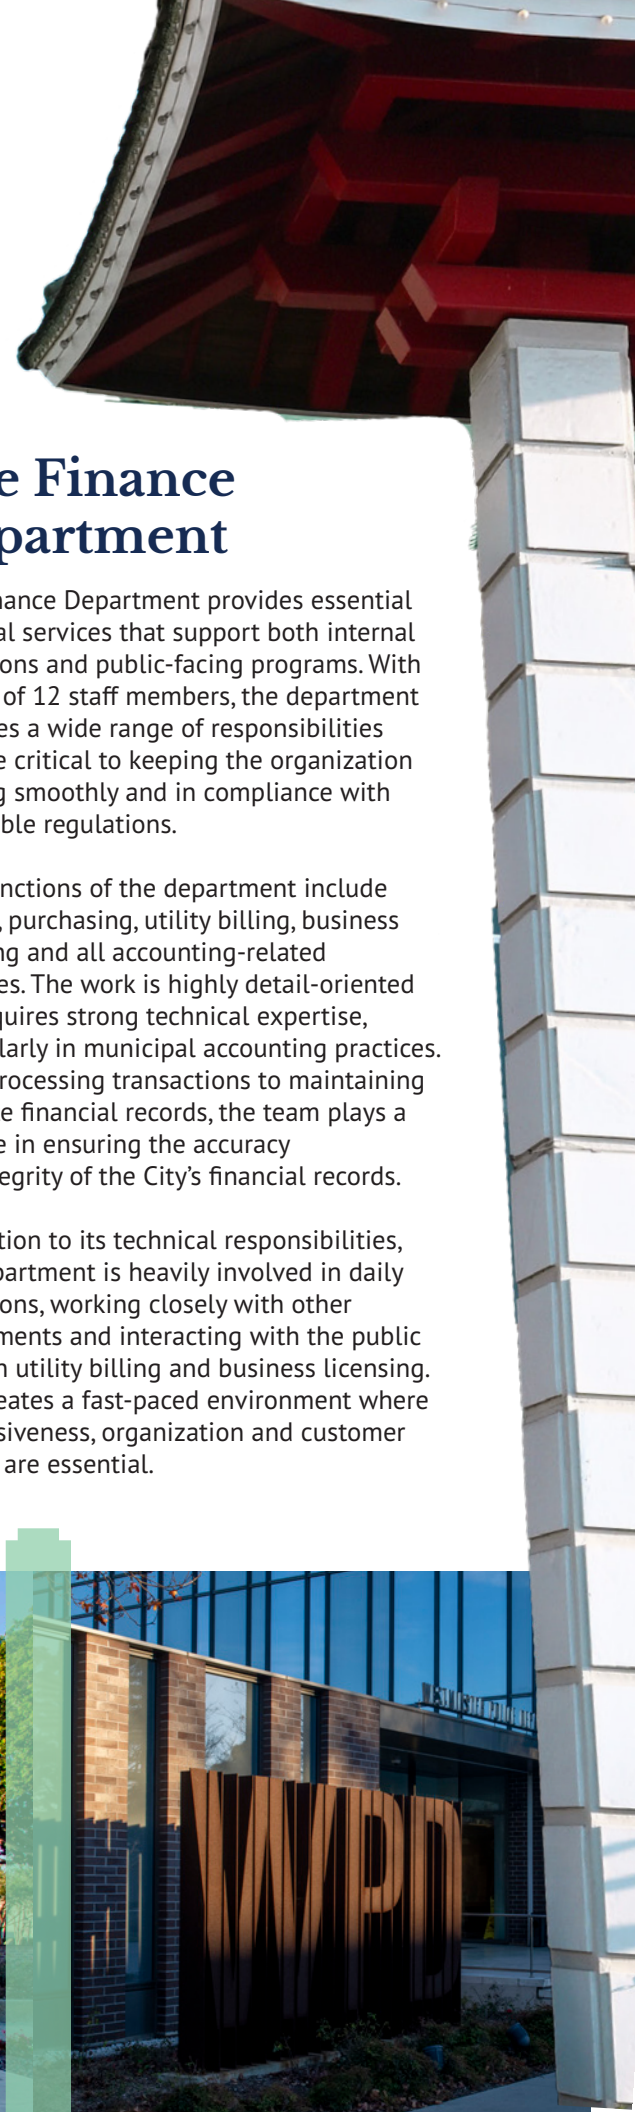 e Finance
partment
nance Department provides essential
al services that support both internal
ons and public-facing programs. With
of 12 staff members, the department
es a wide range of responsibilities
e critical to keeping the organization
g smoothly and in compliance with
ble regulations.
nctions of the department include
, purchasing, utility billing, business
ng and all accounting-related
es. The work is highly detail-oriented
quires strong technical expertise,
larly in municipal accounting practices.
rocessing transactions to maintaining
e financial records, the team plays a
e in ensuring the accuracy
egrity of the City's financial records.
tion to its technical responsibilities,
partment is heavily involved in daily
ons, working closely with other
ments and interacting with the public
h utility billing and business licensing.
eates a fast-paced environment where
siveness, organization and customer
are essential.
WPD